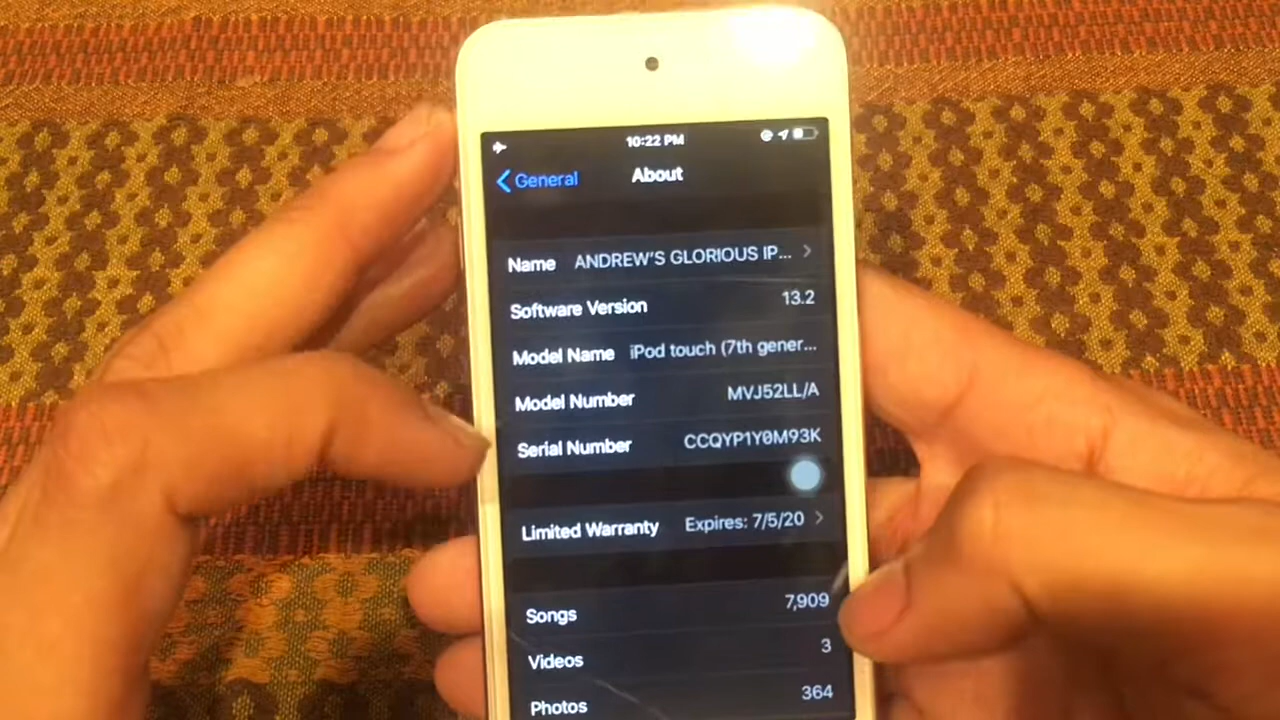 10:22 PM
General About
Name ANDREW'S GLORIOUS IP...
Software Version 13.2
Model Name iPod touch (7th gener...
Model Number MVJ52LL/A
Serial Number CCQYP1Y0M93K
Limited Warranty Expires: 7/5/20
Songs 7,909
Videos 3
Photos 364